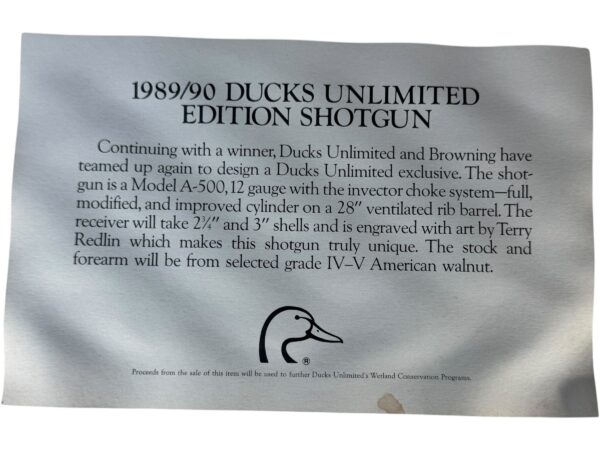 1989/90 DUCKS UNLIMITED
EDITION SHOTGUN
Continuing with a winner, Ducks Unlimited and Browning have
teamed up again to design a Ducks Unlimited exclusive. The shot-
gun is a Model A-500, 12 gauge with the invector choke system—full,
modified, and improved cylinder on a 28" ventilated rib barrel. The
receiver will take 2¾" and 3" shells and is engraved with art by Terry
Redlin which makes this shotgun truly unique. The stock and
forearm will be from selected grade IV–V American walnut.
®
Proceeds from the sale of this item will be used to further Ducks Unlimited's Wetland Conservation Programs.